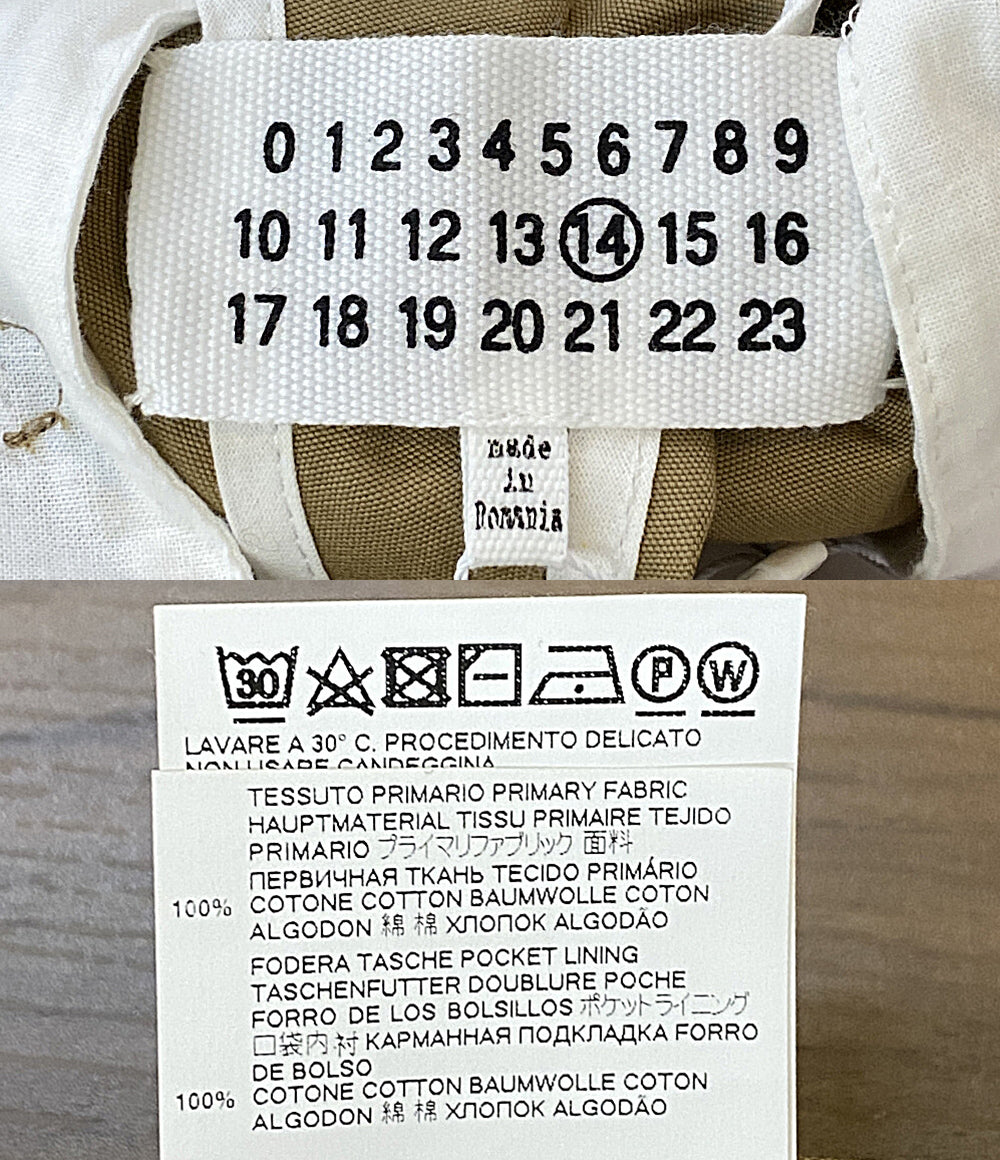 0 1 2 3 4 5 6 7 8 9
10 11 12 13 14 15 16
17 18 19 20 21 22 23
made
in
Romania
30 P W
LAVARE A 30° C. PROCEDIMENTO DELICATO
NON USARE CANDEGGINA
TESSUTO PRIMARIO PRIMARY FABRIC
HAUPTMATERIAL TISSU PRIMAIRE TEJIDO
PRIMARIO プライマリファブリック 面料
ПЕРВИЧНАЯ ТКАНЬ TECIDO PRIMÁRIO
100% COTONE COTTON BAUMWOLLE COTON
ALGODON 綿 棉 ХЛОПОК ALGODÃO
FODERA TASCHE POCKET LINING
TASCHENFUTTER DOUBLURE POCHE
FORRO DE LOS BOLSILLOS ポケットライニング
口袋内衬 КАРМАННАЯ ПОДКЛАДКА FORRO
DE BOLSO
100% COTONE COTTON BAUMWOLLE COTON
ALGODON 綿 棉 ХЛОПОК ALGODÃO